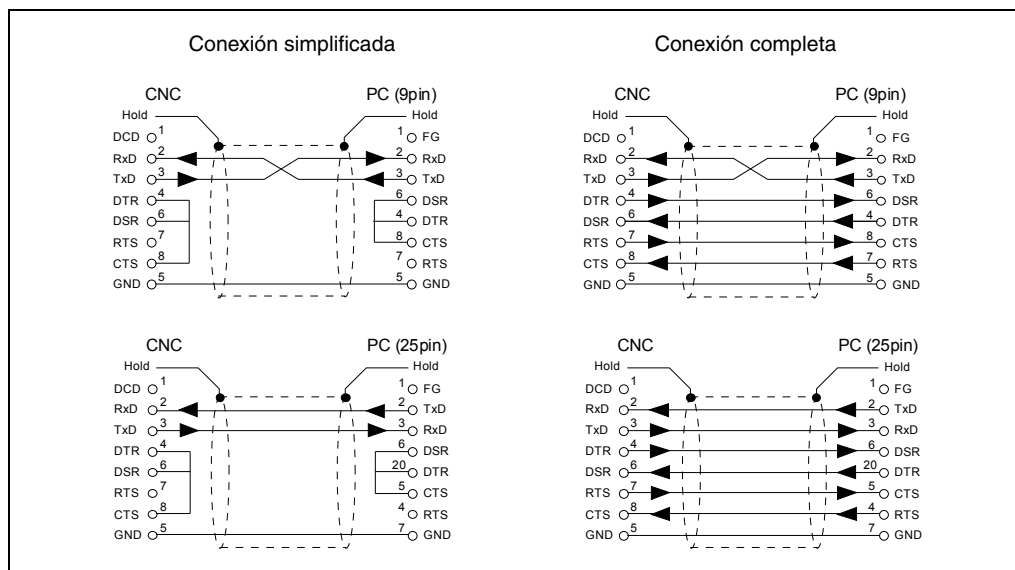 Conexión simplificada
CNC PC (9pin)
Hold Hold
DCD 1 1 FG
RxD 2 2 RxD
TxD 3 3 TxD
DTR 4 6 DSR
DSR 6 4 DTR
RTS 7 8 CTS
CTS 8 7 RTS
GND 5 5 GND
Conexión completa
CNC PC (9pin)
Hold Hold
DCD 1 1 FG
RxD 2 2 RxD
TxD 3 3 TxD
DTR 4 6 DSR
DSR 6 4 DTR
RTS 7 8 CTS
CTS 8 7 RTS
GND 5 5 GND
CNC PC (25pin)
Hold Hold
DCD 1 1 FG
RxD 2 2 TxD
TxD 3 3 RxD
DTR 4 6 DSR
DSR 6 20 DTR
RTS 7 5 CTS
CTS 8 4 RTS
GND 5 7 GND
CNC PC (25pin)
Hold Hold
DCD 1 1 FG
RxD 2 2 TxD
TxD 3 3 RxD
DTR 4 6 DSR
DSR 6 20 DTR
RTS 7 5 CTS
CTS 8 4 RTS
GND 5 7 GND